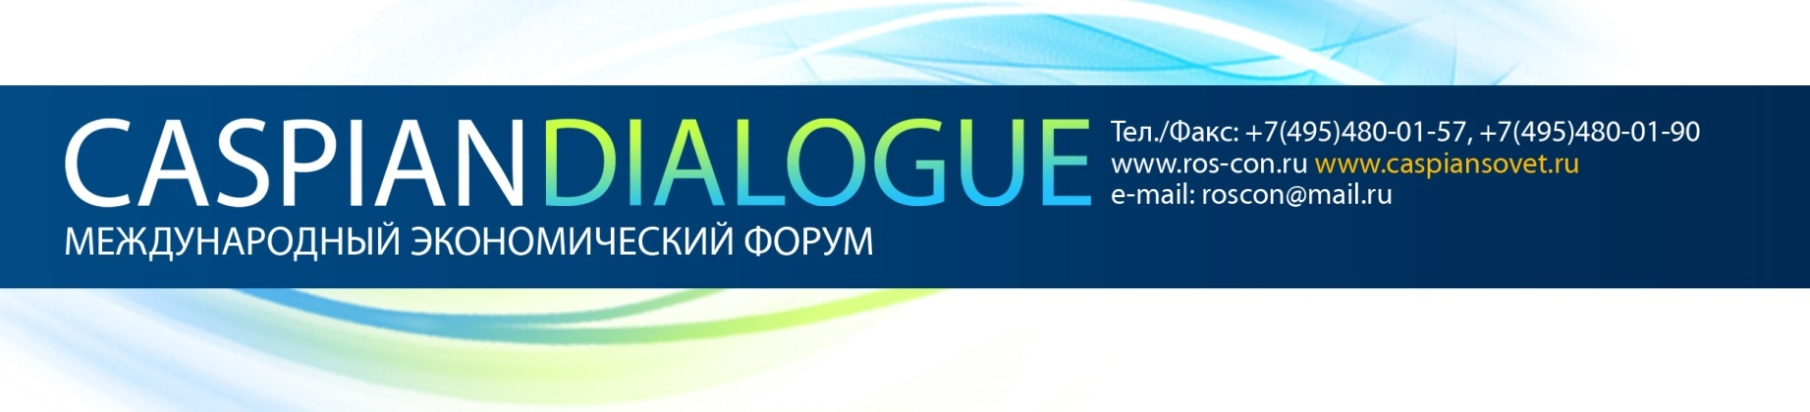 CASPIANDIALOGUE
МЕЖДУНАРОДНЫЙ ЭКОНОМИЧЕСКИЙ ФОРУМ
Тел./Факс: +7(495)480-01-57, +7(495)480-01-90
www.ros-con.ru www.caspiansovet.ru
e-mail: roscon@mail.ru